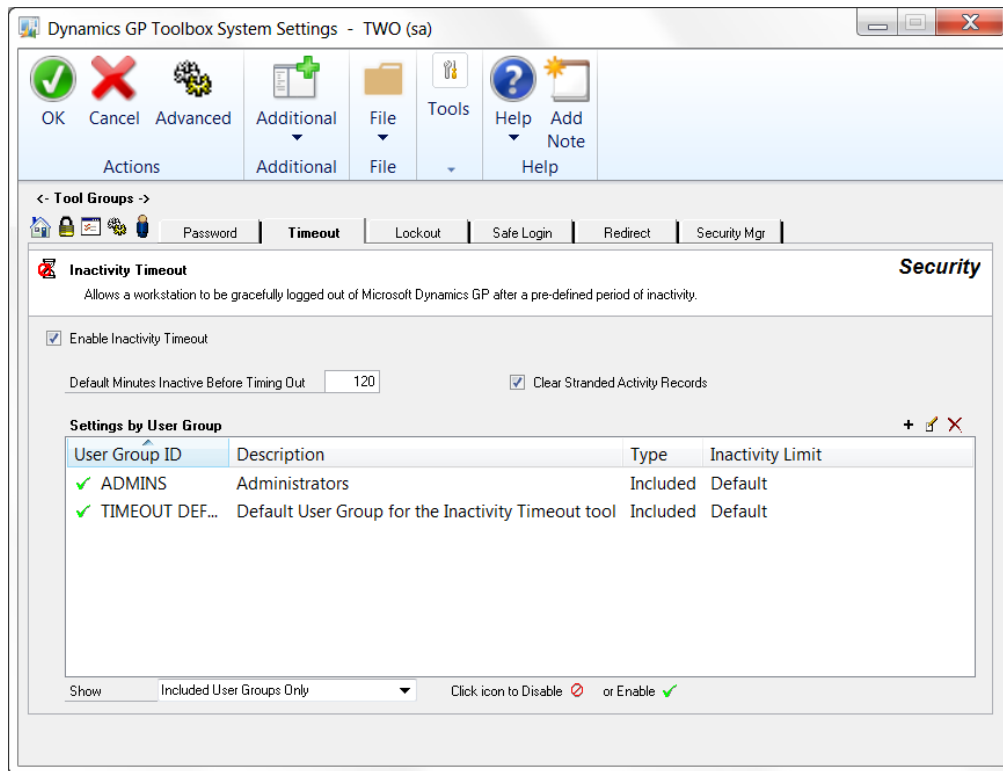 Dynamics GP Toolbox System Settings - TWO (sa)
OK Cancel Advanced Additional File Tools Help Add Note
Actions Additional File Help
<- Tool Groups ->
Password Timeout Lockout Safe Login Redirect Security Mgr
Inactivity Timeout Security
Allows a workstation to be gracefully logged out of Microsoft Dynamics GP after a pre-defined period of inactivity.
Enable Inactivity Timeout
Default Minutes Inactive Before Timing Out 120 Clear Stranded Activity Records
Settings by User Group
User Group ID Description Type Inactivity Limit
ADMINS Administrators Included Default
TIMEOUT DEF... Default User Group for the Inactivity Timeout tool Included Default
Show Included User Groups Only Click icon to Disable or Enable